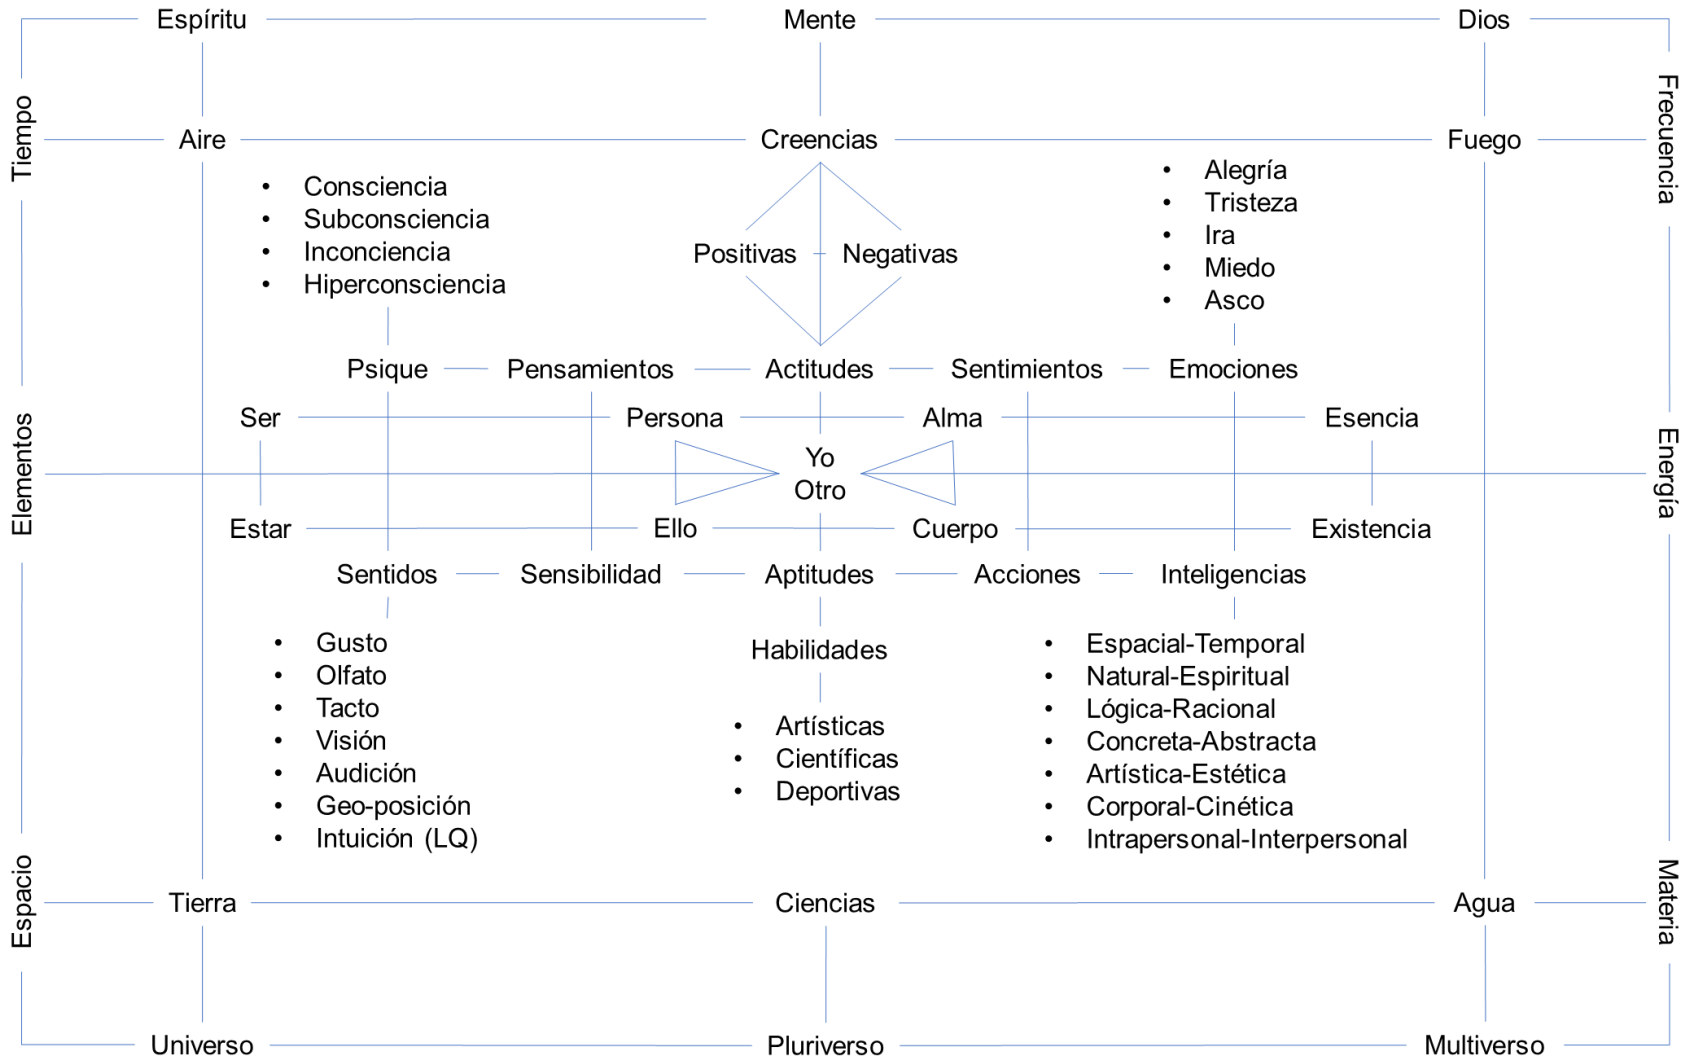 Espíritu Mente Dios
Tiempo
Frecuencia
Aire Creencias Fuego
• Consciencia
• Subconsciencia
• Inconciencia
• Hiperconsciencia
Positivas Negativas
• Alegría
• Tristeza
• Ira
• Miedo
• Asco
Psique Pensamientos Actitudes Sentimientos Emociones
Ser Persona Alma Esencia
Elementos
Yo
Otro
Energía
Estar Ello Cuerpo Existencia
Sentidos Sensibilidad Aptitudes Acciones Inteligencias
• Gusto
• Olfato
• Tacto
• Visión
• Audición
• Geo-posición
• Intuición (LQ)
Habilidades
• Artísticas
• Científicas
• Deportivas
• Espacial-Temporal
• Natural-Espiritual
• Lógica-Racional
• Concreta-Abstracta
• Artística-Estética
• Corporal-Cinética
• Intrapersonal-Interpersonal
Espacio
Materia
Tierra Ciencias Agua
Universo Pluriverso Multiverso